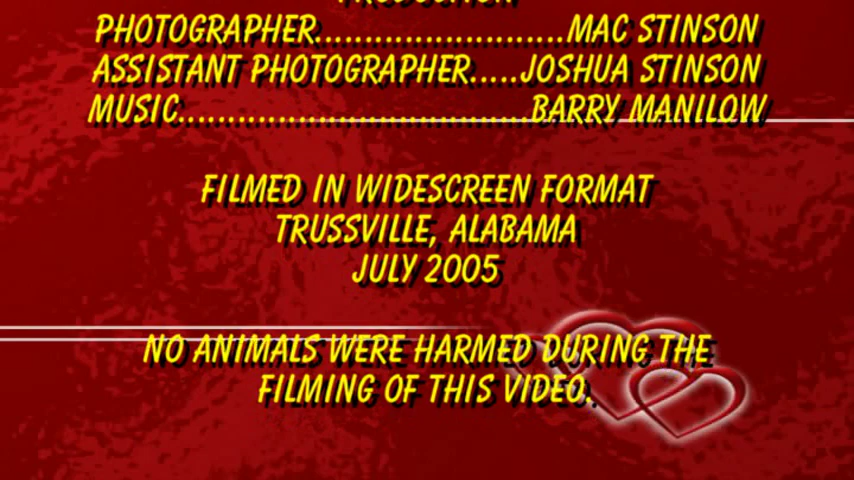 PRODUCTION
PHOTOGRAPHER.........................MAC STINSON
ASSISTANT PHOTOGRAPHER.....JOSHUA STINSON
MUSIC...................................BARRY MANILOW
FILMED IN WIDESCREEN FORMAT
TRUSSVILLE, ALABAMA
JULY 2005
NO ANIMALS WERE HARMED DURING THE
FILMING OF THIS VIDEO.